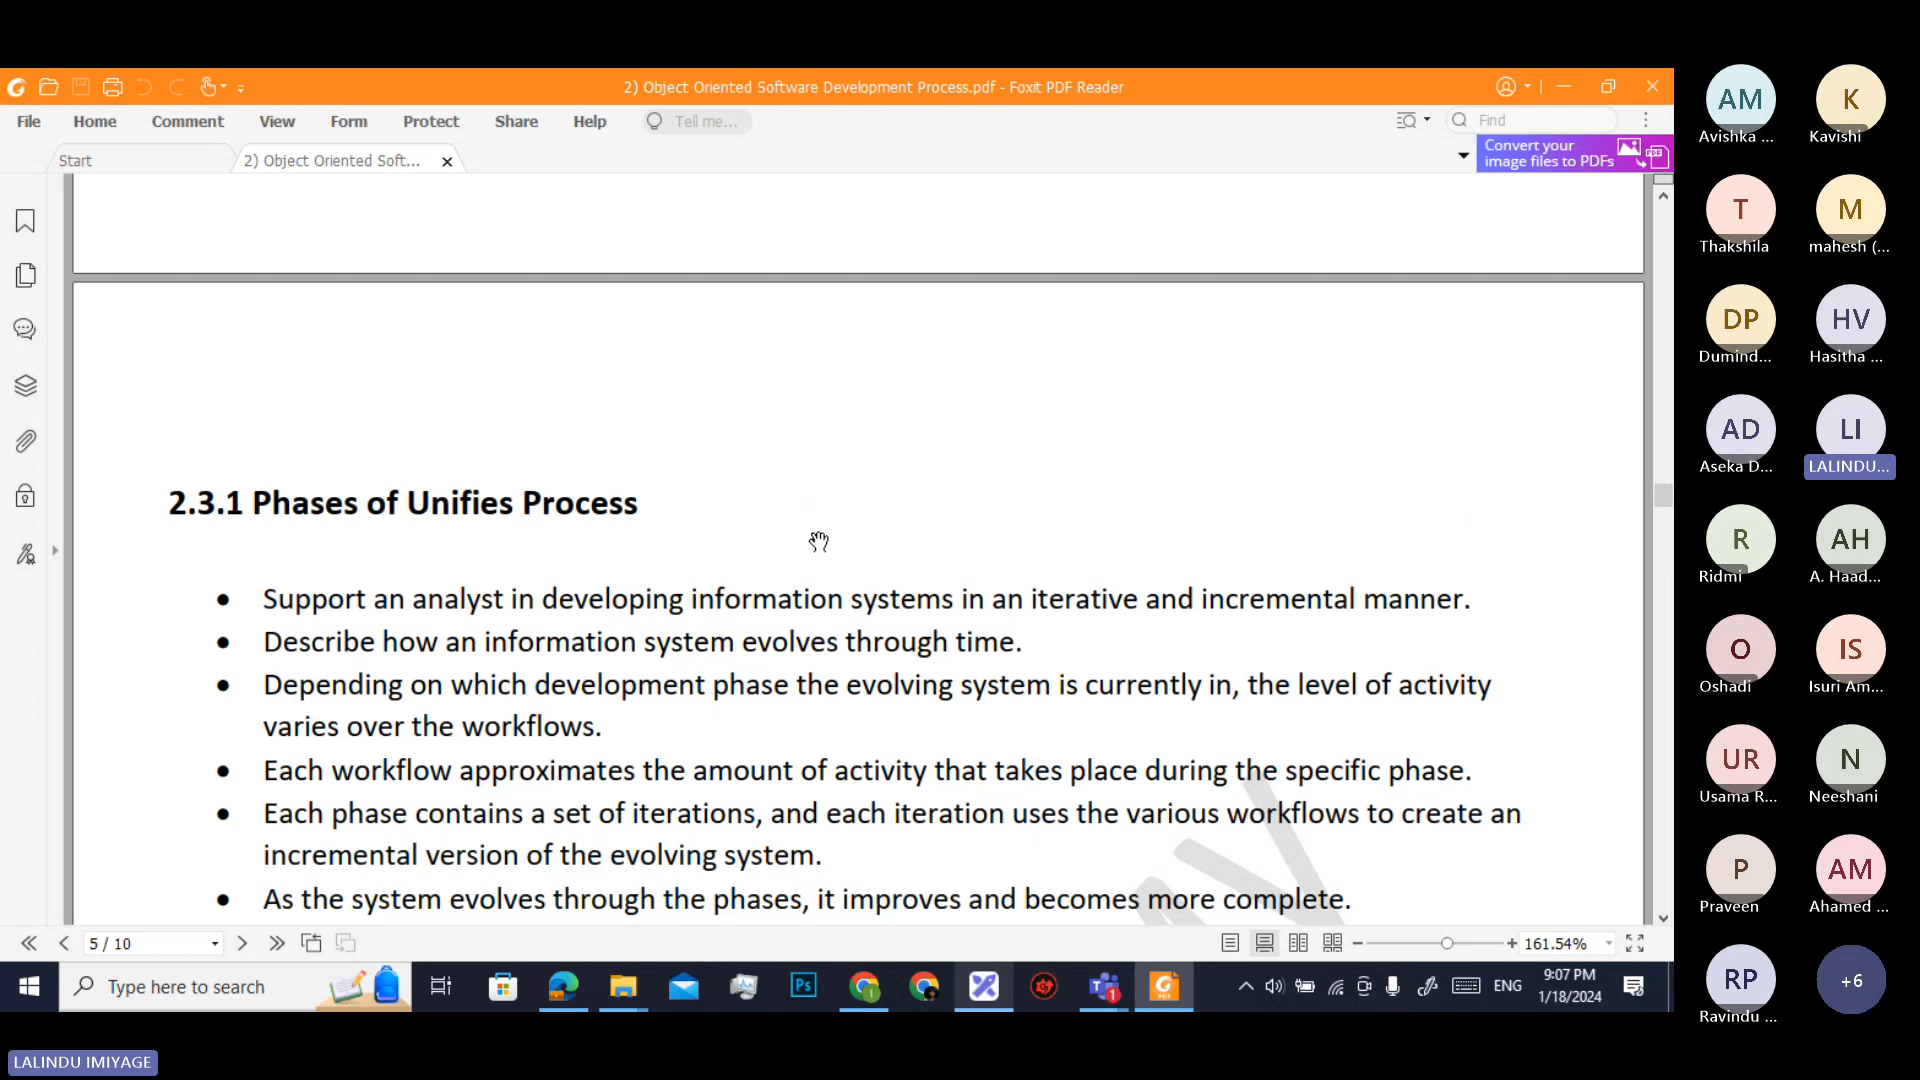 2) Object Oriented Software Development Process.pdf - Foxit PDF Reader
File Home Comment View Form Protect Share Help Tell me... Find
Start 2) Object Oriented Soft...
Convert your
image files to PDFs
PDF
2.3.1 Phases of Unifies Process
• Support an analyst in developing information systems in an iterative and incremental manner.
• Describe how an information system evolves through time.
• Depending on which development phase the evolving system is currently in, the level of activity
varies over the workflows.
• Each workflow approximates the amount of activity that takes place during the specific phase.
• Each phase contains a set of iterations, and each iteration uses the various workflows to create an
incremental version of the evolving system.
• As the system evolves through the phases, it improves and becomes more complete.
5 / 10
161.54%
Type here to search
Ps
1
ENG
9:07 PM
1/18/2024
AM K
Avishka ... Kavishi
T M
Thakshila mahesh (...
DP HV
Dumind... Hasitha ...
AD LI
Aseka D... LALINDU...
R AH
Ridmi A. Haad...
O IS
Oshadi Isuri Am...
UR N
Usama R... Neeshani
P AM
Praveen Ahamed ...
RP +6
Ravindu ...
LALINDU IMIYAGE